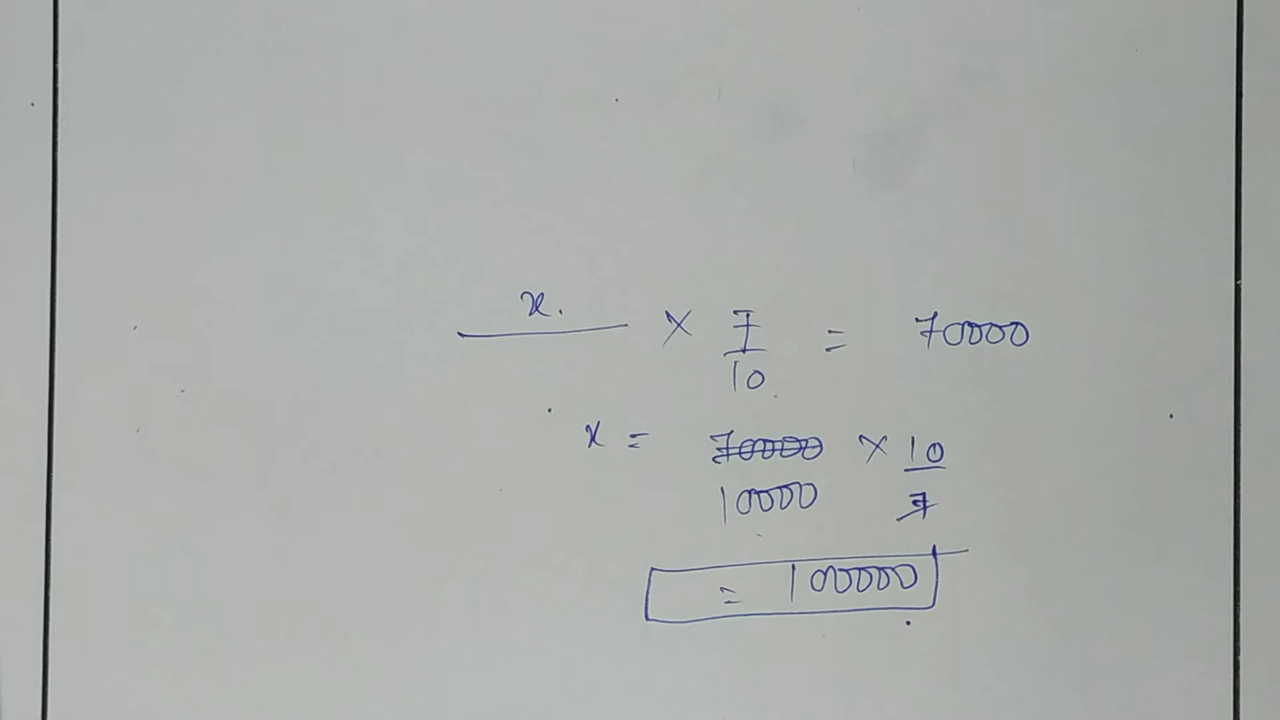 x. × 7/10 = 70000
x = 70000 × 10/7
10000
= 100000